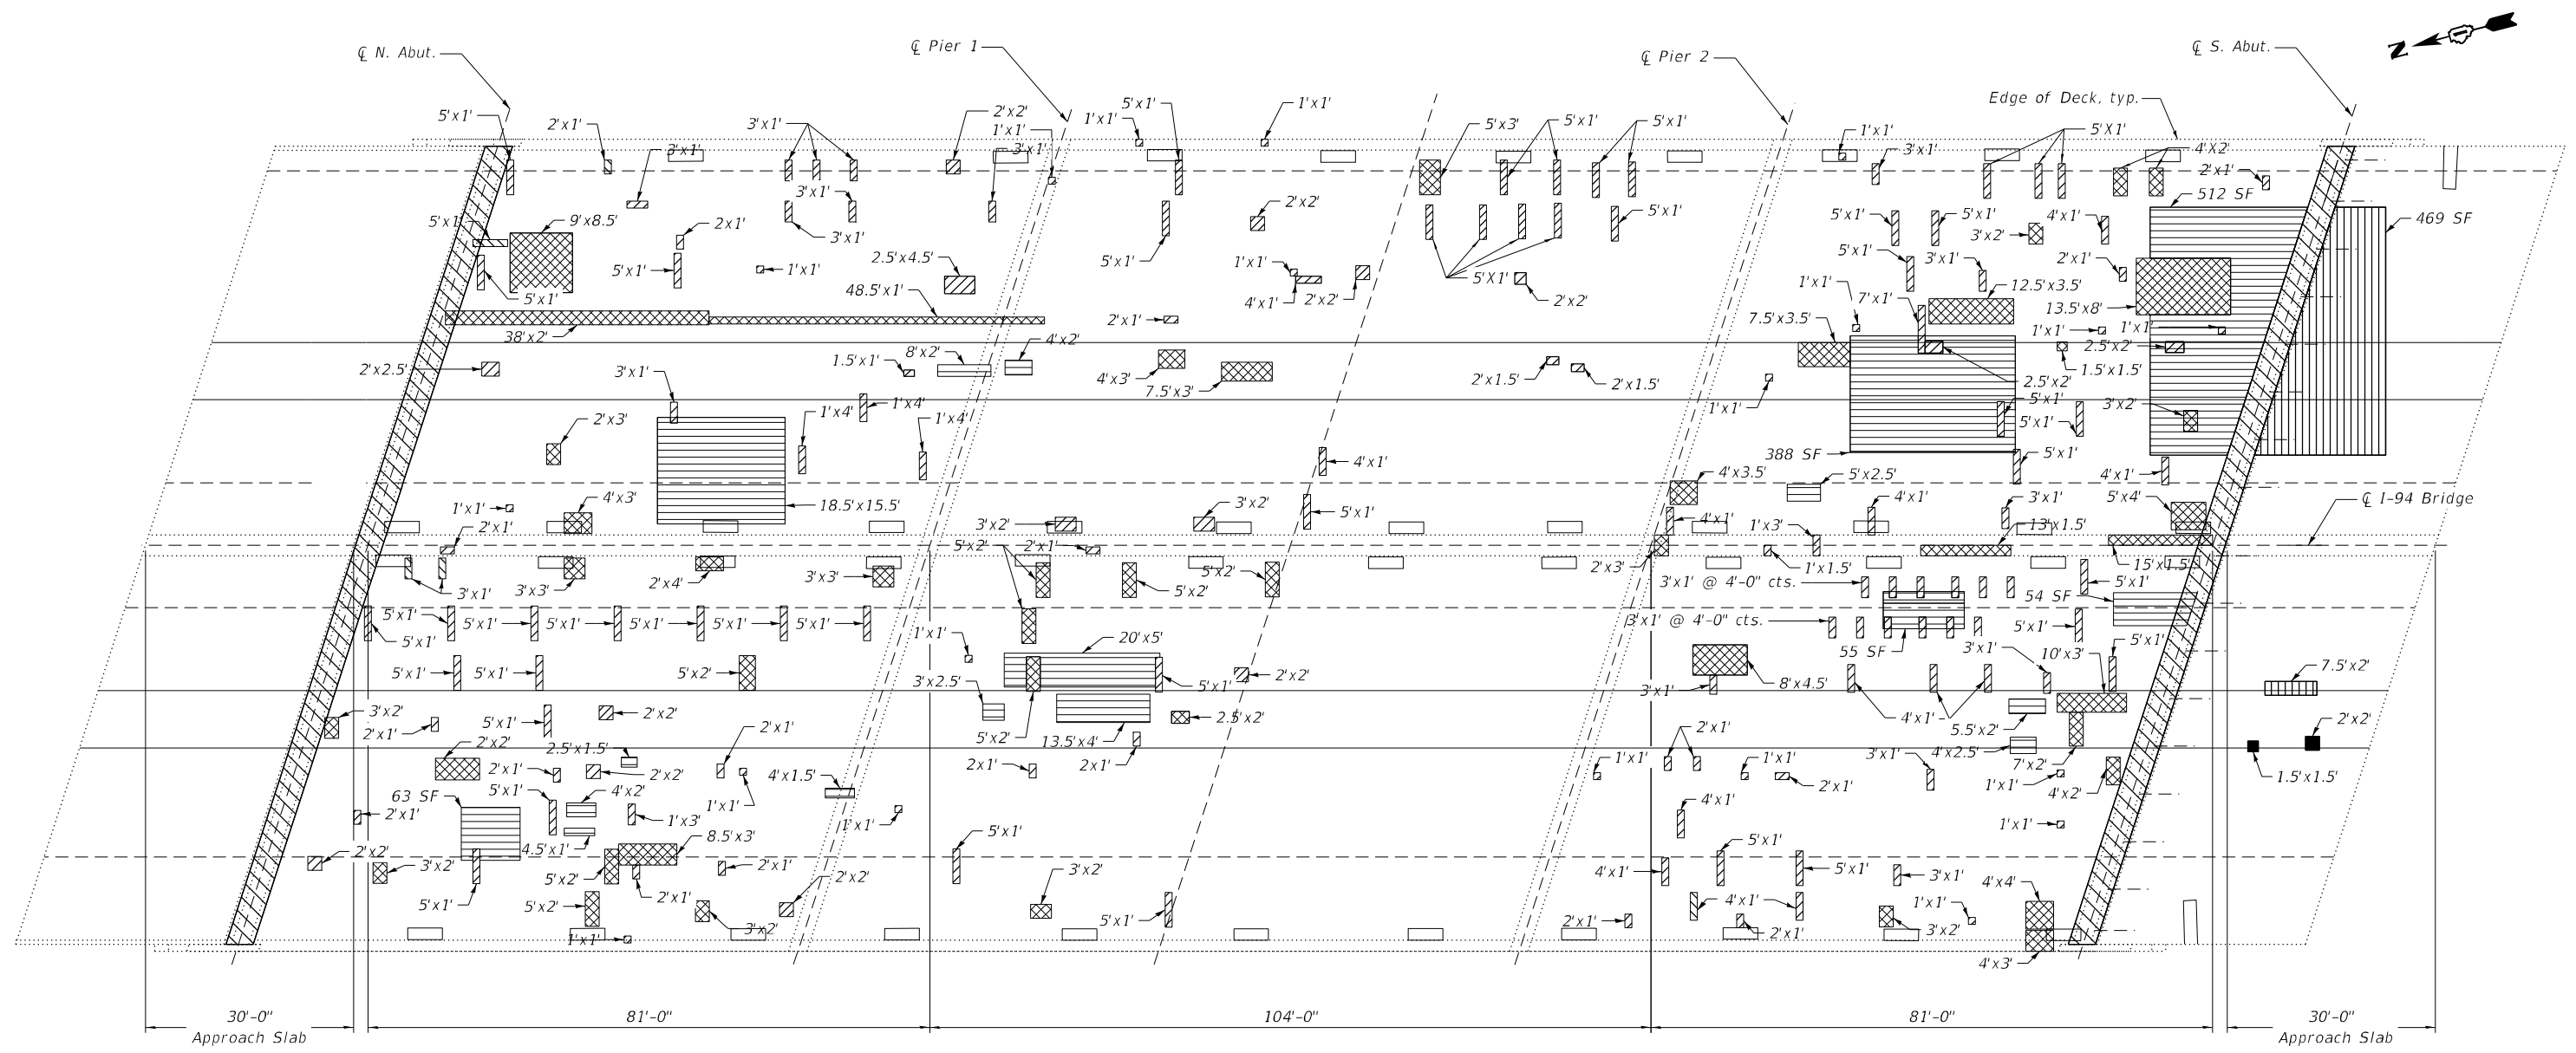 ℄ N. Abut.
℄ Pier 1
℄ Pier 2
℄ S. Abut.
N
5'x1'
2'x1'
3'x1'
3'x1'
2'x2'
1'x1'
3'x1'
1'x1'
5'x1'
1'x1'
5'x3'
5'x1'
5'x1'
1'x1'
3'x1'
Edge of Deck, typ.
5'X1'
4'X2'
2'x1'
512 SF
469 SF
5'x1'
9'x8.5'
2x1'
3'x1'
3'x1'
5'x1'
1'x1'
2.5'x4.5'
48.5'x1'
5'x1'
38'x2'
5'x1'
2'x2'
1'x1'
4'x1'
2'x2'
5'X1'
2'x2'
5'x1'
5'x1'
5'x1'
3'x2'
4'x1'
5'x1'
3'x1'
2'x1'
1'x1'
7'x1'
12.5'x3.5'
13.5'x8'
7.5'x3.5'
1'x1'
1'x1'
2.5'x2'
1.5'x1.5'
2'x1'
2'x2.5'
3'x1'
1.5'x1'
8'x2'
4'x2'
4'x3'
7.5'x3'
2'x1.5'
2'x1.5'
1'x1'
2.5'x2'
5'x1'
5'x1'
3'x2'
2'x3'
1'x4'
1'x4'
1'x4'
4'x1'
388 SF
5'x1'
4'x1'
18.5'x15.5'
1'x1'
4'x3'
2'x1'
3'x2'
3'x2'
5'x1'
4'x3.5'
5'x2.5'
4'x1'
4'x1'
3'x1'
5'x4'
℄ I-94 Bridge
5'x2'
2'x1'
1'x3'
13'x1.5'
3'x1'
3'x3'
2'x4'
3'x3'
5'x2'
5'x2'
2'x3'
1'x1.5'
15'x1.5'
3'x1' @ 4'-0" cts.
5'x1'
54 SF
5'x1'
5'x1'
5'x1'
5'x1'
5'x1'
5'x1'
5'x1'
1'x1'
20'x5'
3'x1' @ 4'-0" cts.
5'x1'
55 SF
3'x1'
10'x3'
5'x1'
5'x1'
5'x1'
5'x2'
3'x2.5'
5'x1'
2'x2'
3'x1'
8'x4.5'
7.5'x2'
3'x2'
2'x1'
5'x1'
2'x2'
5'x2'
13.5'x4'
2.5'x2'
4'x1'
5.5'x2'
2'x2'
2'x2'
2.5'x1.5'
2'x1'
2x1'
2x1'
2'x1'
1'x1'
1'x1'
3'x1'
4'x2.5'
7'x2'
1.5'x1.5'
2'x1'
2'x2'
4'x1.5'
2'x1'
1'x1'
4'x2'
63 SF
5'x1'
4'x2'
1'x1'
4'x1'
2'x1'
1'x3'
1'x1'
5'x1'
1'x1'
4.5'x1'
8.5'x3'
5'x1'
2'x2'
3'x2'
5'x2'
2'x1'
2'x2'
3'x2'
4'x1'
5'x1'
3'x1'
4'x4'
5'x1'
5'x2'
2'x1'
5'x1'
4'x1'
1'x1'
1'x1'
3'x2'
2'x1'
2'x1'
3'x2'
4'x3'
30'-0"
Approach Slab
81'-0"
104'-0"
81'-0"
30'-0"
Approach Slab